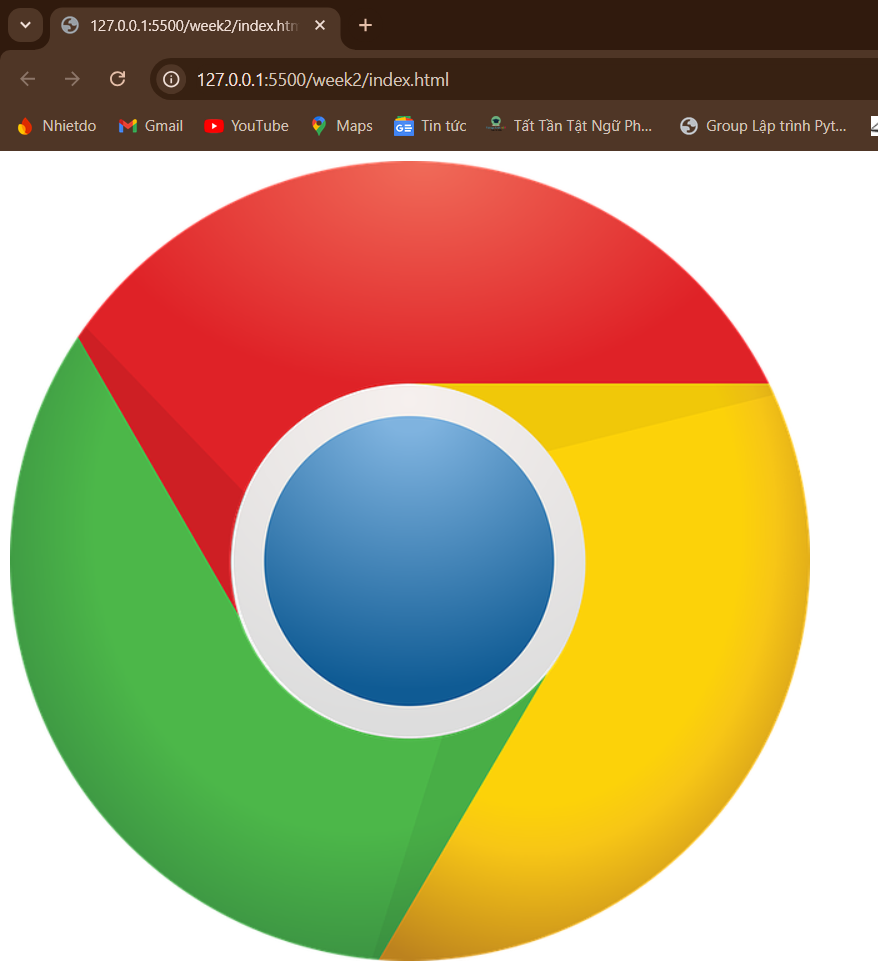 127.0.0.1:5500/week2/index.htm
127.0.0.1:5500/week2/index.html
Nhietdo Gmail YouTube Maps Tin tức Tất Tần Tật Ngữ Ph... Group Lập trình Pyt...